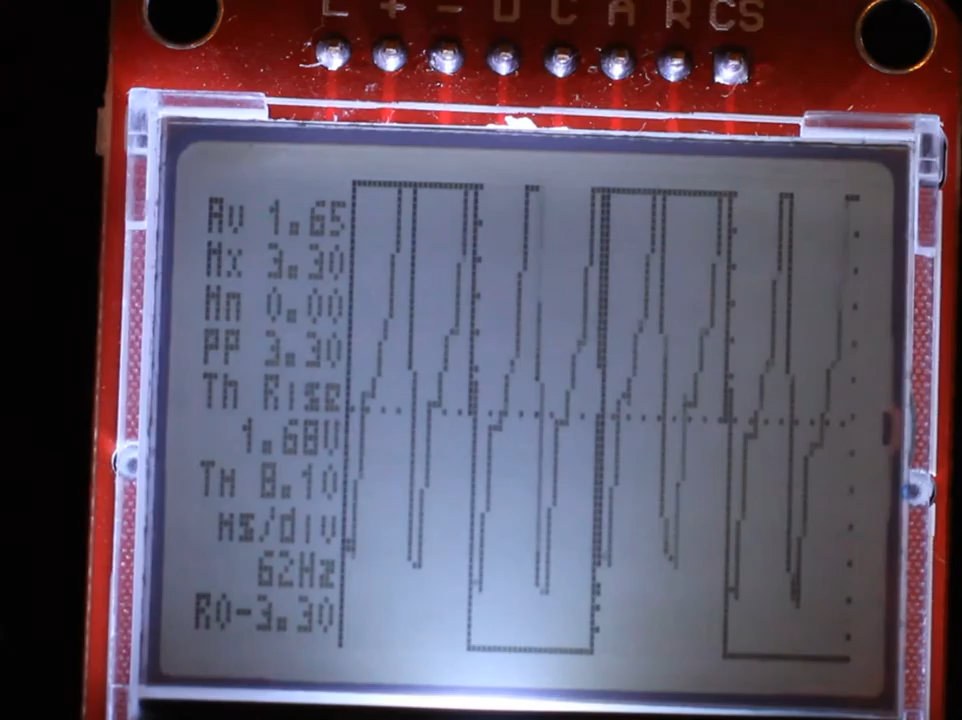 L + - D C A R CS
Av 1.65
Mx 3.30
Mn 0.00
PP 3.30
Th Rise
1.68V
Tm 8.10
ms/div
62Hz
R0-3.30